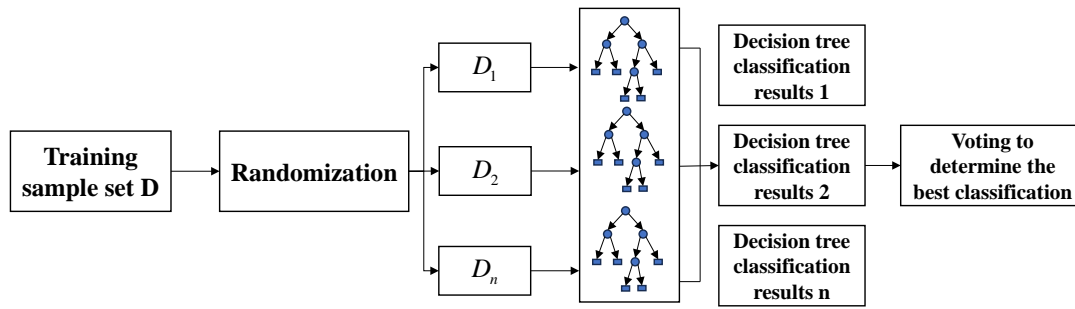 Training
sample set D
Randomization
D₁
D₂
Dₙ
Decision tree
classification
results 1
Decision tree
classification
results 2
Decision tree
classification
results n
Voting to
determine the
best classification